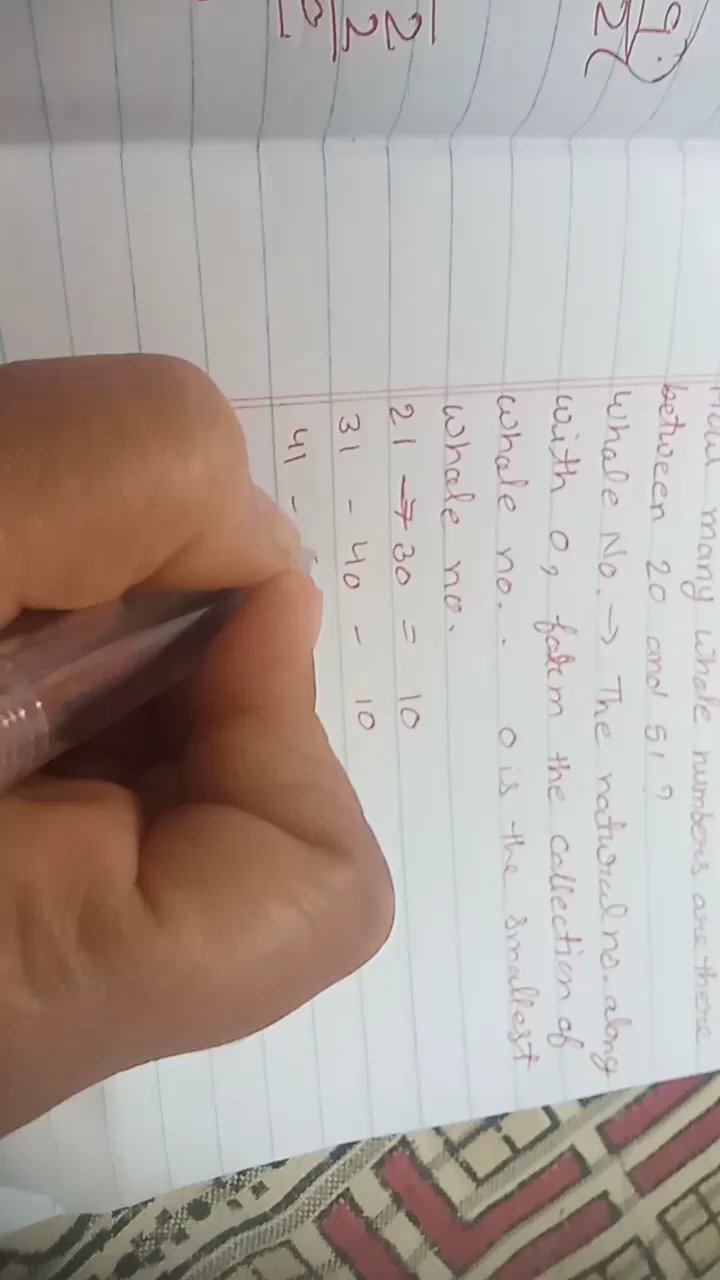 many whole numbers are there
between 20 and 51?
Whole No. → The natural no. along
with 0, form the collection of
whole no.. 0 is the smallest
whole no.
21 → 30 = 10
31 - 40 - 10
41 -